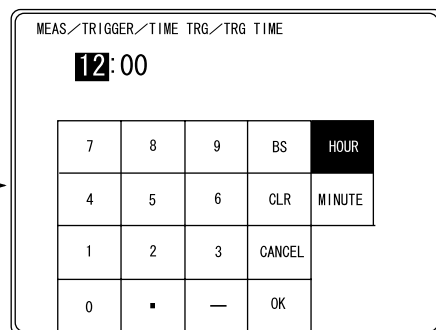 MEAS/TRIGGER/TIME TRG/TRG TIME
12:00
7 8 9 BS HOUR
4 5 6 CLR MINUTE
1 2 3 CANCEL
0 . — OK